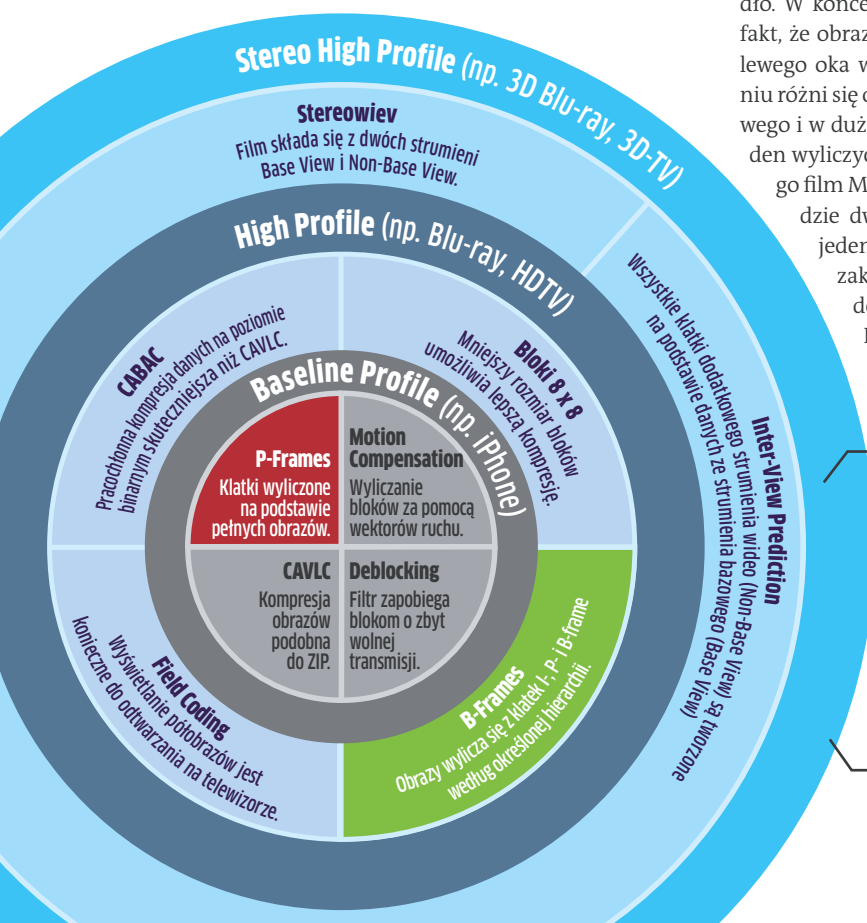 Stereo High Profile (np. 3D Blu-ray, 3D-TV)
Stereowiev
Film składa się z dwóch strumieni
Base View i Non-Base View.
High Profile (np. Blu-ray, HDTV)
CABAC
Pracochłonna kompresja danych na poziomie
binarnym skuteczniejsza niż CAVLC.
Bloki 8 x 8
Mniejszy rozmiar bloków
umożliwia lepszą kompresję.
Inter-View Prediction
Wszystkie klatki dodatkowego strumienia wideo (Non-Base View) są tworzone
na podstawie danych ze strumienia bazowego (Base View)
Baseline Profile (np. iPhone)
P-Frames
Klatki wyliczone
na podstawie
pełnych obrazów.
Motion
Compensation
Wyliczanie
bloków za pomocą
wektorów ruchu.
CAVLC
Kompresja
obrazów
podobna
do ZIP.
Deblocking
Filtr zapobiega
blokom o zbyt
wolnej
transmisji.
Field Coding
Wyświetlanie półobrazów jest
konieczne do odtwarzania na telewizorze.
B-Frames
Obrazy wylicza się z klatek I-, P- i B-frame
według określonej hierarchii.
dło. W konce
fakt, że obraz
lewego oka w
niu różni się
wego i w duż
den wyliczyć
go film M
dzie dw
jeden
zak